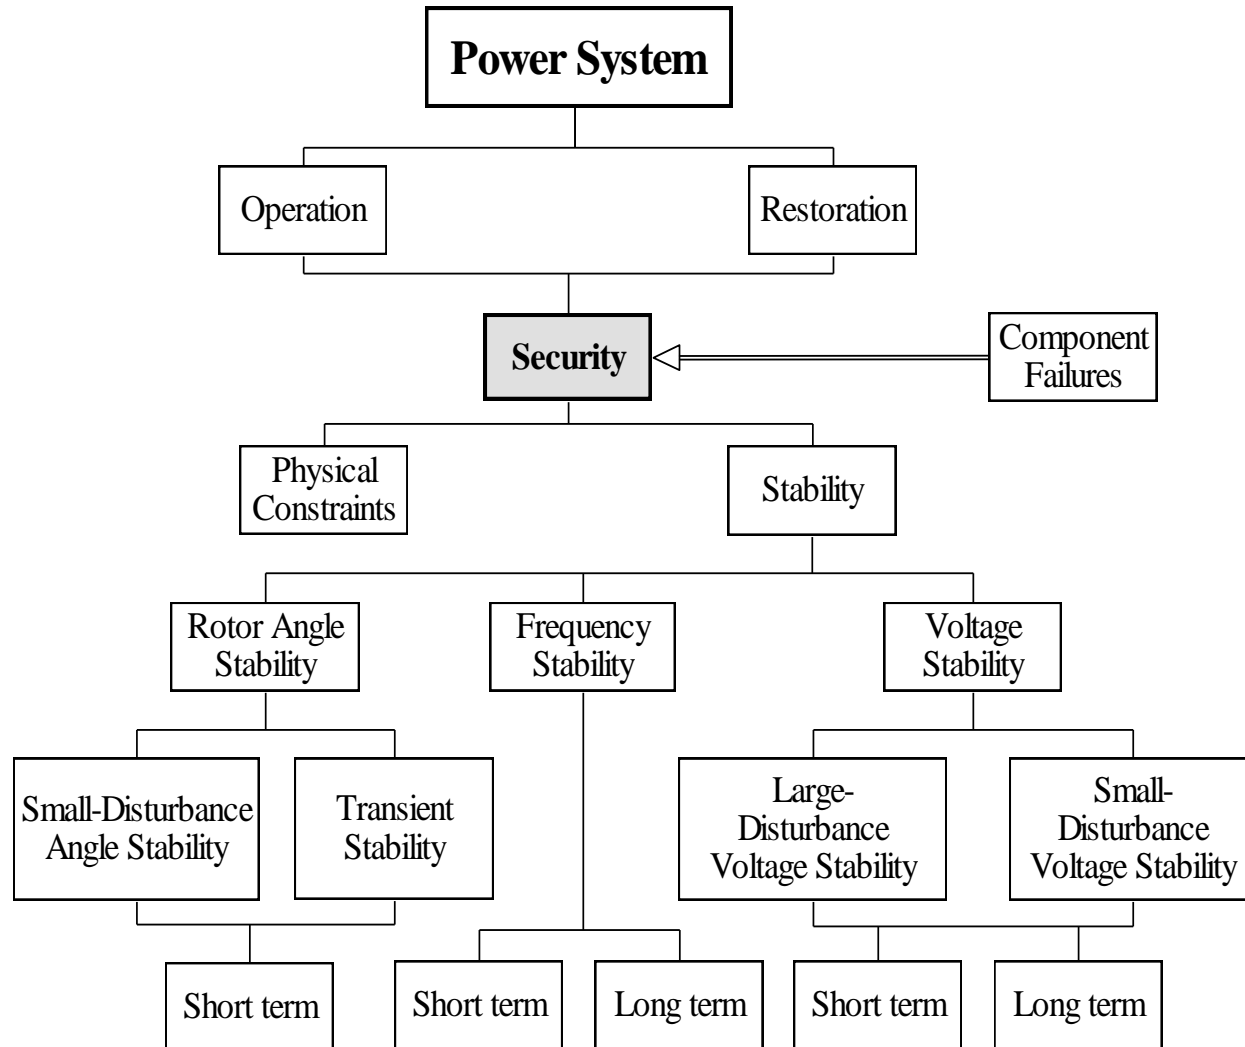 Power System
Operation
Restoration
Security
Component
Failures
Physical
Constraints
Stability
Rotor Angle
Stability
Frequency
Stability
Voltage
Stability
Small-Disturbance
Angle Stability
Transient
Stability
Large-
Disturbance
Voltage Stability
Small-
Disturbance
Voltage Stability
Short term
Short term
Long term
Short term
Long term